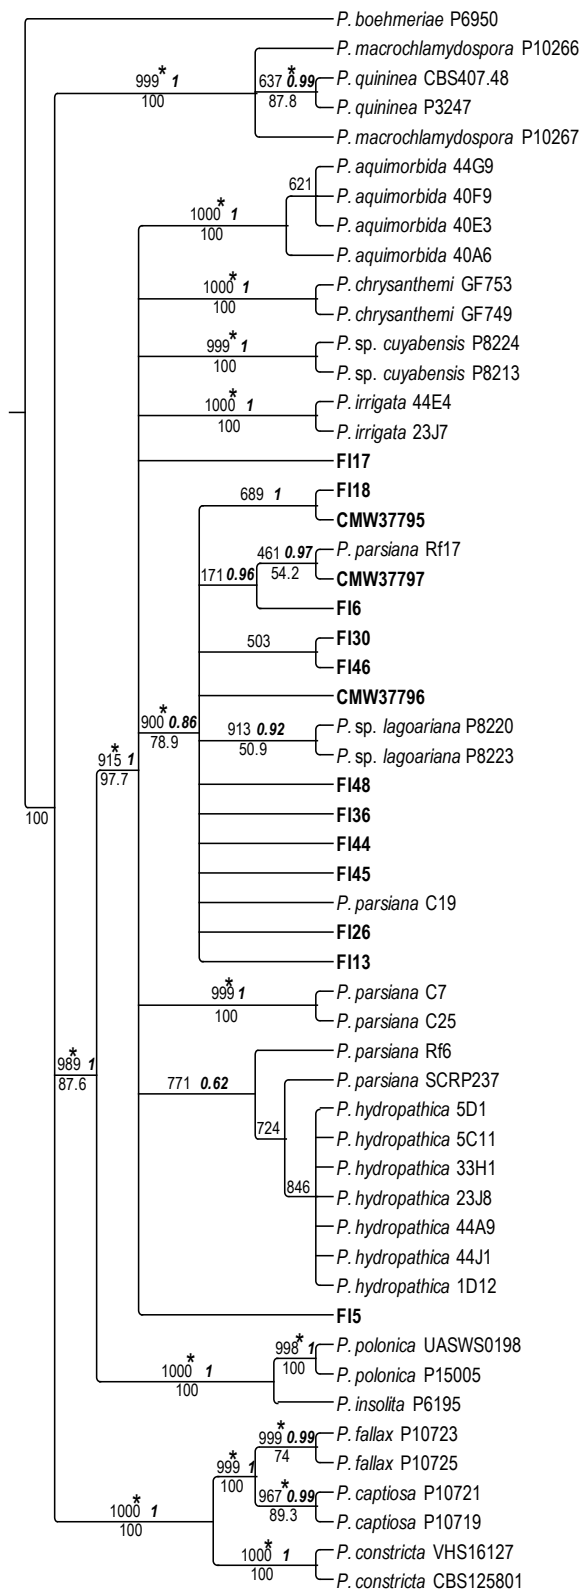 P. boehmeriae P6950
P. macrochlamydospora P10266
999* 1
100
637* 0.99
87.8
P. quininea CBS407.48
P. quininea P3247
P. macrochlamydospora P10267
P. aquimorbida 44G9
621
P. aquimorbida 40F9
1000* 1
100
P. aquimorbida 40E3
P. aquimorbida 40A6
1000* 1
100
P. chrysanthemi GF753
P. chrysanthemi GF749
999* 1
100
P. sp. cuyabensis P8224
P. sp. cuyabensis P8213
1000* 1
100
P. irrigata 44E4
P. irrigata 23J7
FI17
689 1
FI18
CMW37795
461 0.97
54.2
P. parsiana Rf17
171 0.96
CMW37797
FI6
503
FI30
FI46
CMW37796
900* 0.86
78.9
913 0.92
50.9
P. sp. lagoariana P8220
P. sp. lagoariana P8223
915* 1
97.7
FI48
100
FI36
FI44
FI45
P. parsiana C19
FI26
FI13
999* 1
100
P. parsiana C7
P. parsiana C25
989* 1
87.6
P. parsiana Rf6
771 0.62
P. parsiana SCRP237
724
P. hydropathica 5D1
P. hydropathica 5C11
P. hydropathica 33H1
846
P. hydropathica 23J8
P. hydropathica 44A9
P. hydropathica 44J1
P. hydropathica 1D12
FI5
998* 1
100
P. polonica UASWS0198
1000* 1
100
P. polonica P15005
P. insolita P6195
999* 0.99
74
P. fallax P10723
P. fallax P10725
999* 1
100
967* 0.99
89.3
P. captiosa P10721
P. captiosa P10719
1000* 1
100
1000* 1
100
P. constricta VHS16127
P. constricta CBS125801